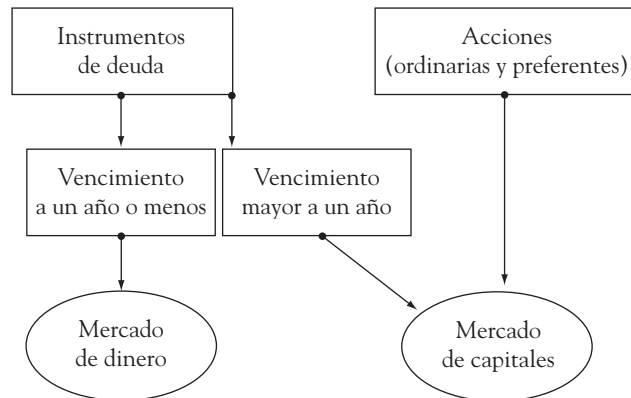 Instrumentos
de deuda
Acciones
(ordinarias y preferentes)
Vencimiento
a un año o menos
Vencimiento
mayor a un año
Mercado
de dinero
Mercado
de capitales